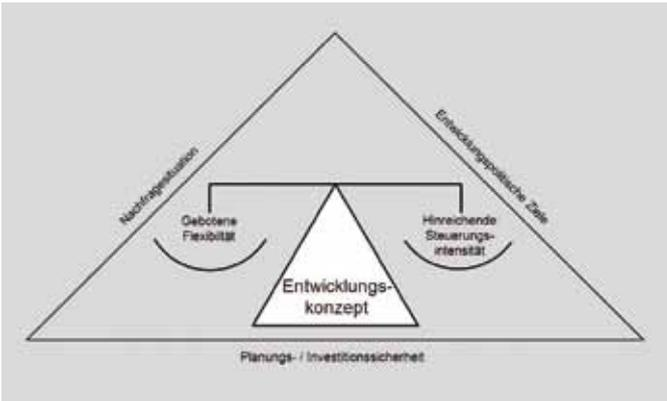 Nachfragesituation
Entwicklungspolitische Ziele
Gebotene
Flexibilität
Hinreichende
Steuerungs-
intensität
Entwicklungs-
konzept
Planungs- / Investitionssicherheit